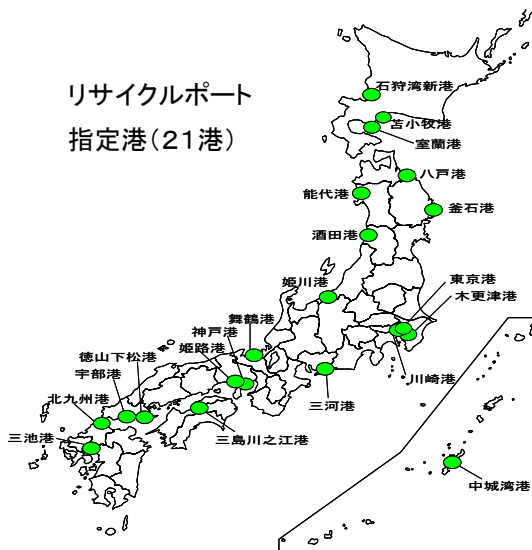 リサイクルポート
指定港(21港)
石狩湾新港
苫小牧港
室蘭港
八戸港
能代港
釜石港
酒田港
姫川港
東京港
木更津港
舞鶴港
神戸港
姫路港
徳山下松港
宇部港
川崎港
北九州港
三河港
三池港
三島川之江港
中城湾港